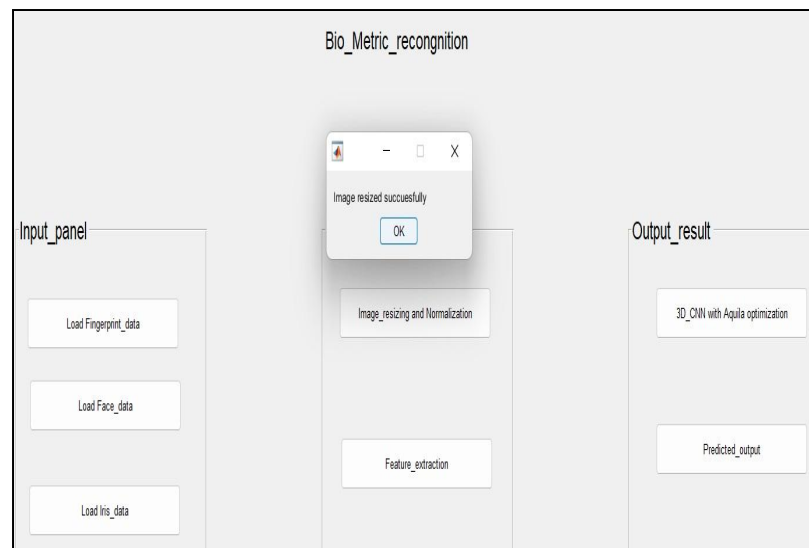 Bio_Metric_recongnition
Image resized succuesfully
OK
Input_panel
Load Fingerprint_data
Load Face_data
Load Iris_data
Image_resizing and Normalization
Feature_extraction
Output_result
3D_CNN with Aquila optimization
Predicted_output